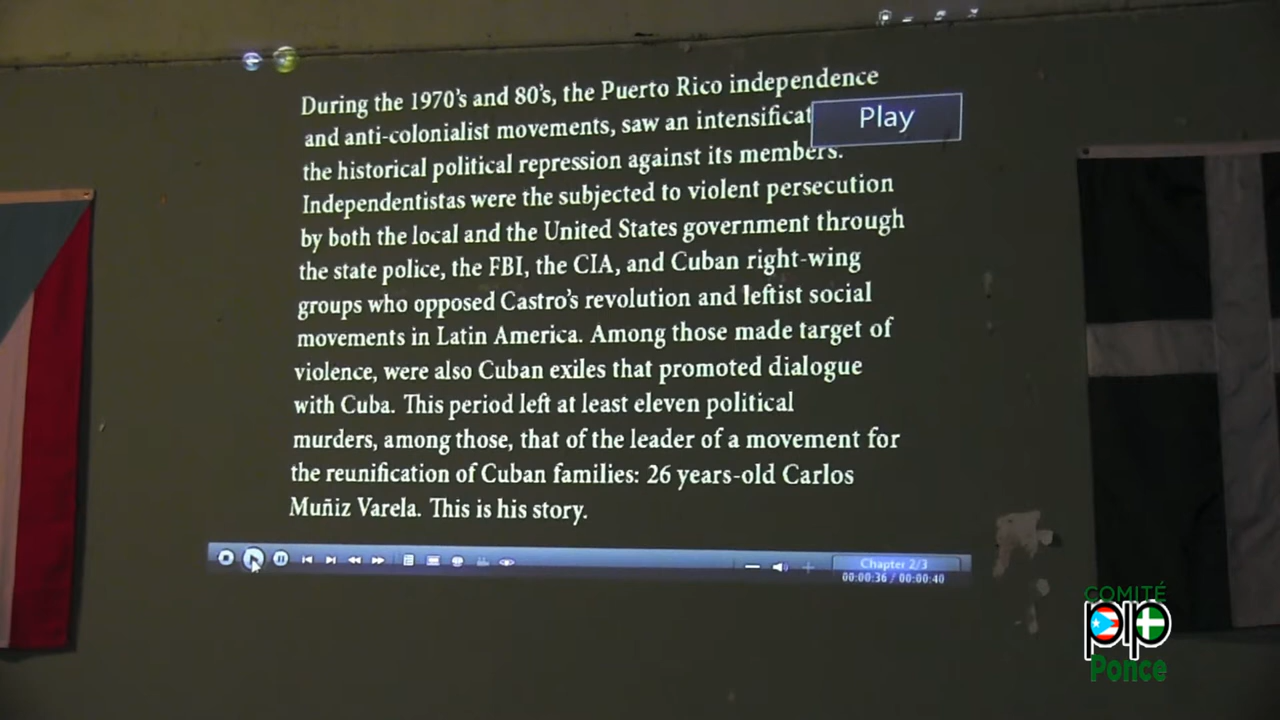 During the 1970's and 80's, the Puerto Rico independence
and anti-colonialist movements, saw an intensificat
Play
the historical political repression against its members.
Independentistas were the subjected to violent persecution
by both the local and the United States government through
the state police, the FBI, the CIA, and Cuban right-wing
groups who opposed Castro's revolution and leftist social
movements in Latin America. Among those made target of
violence, were also Cuban exiles that promoted dialogue
with Cuba. This period left at least eleven political
murders, among those, that of the leader of a movement for
the reunification of Cuban families: 26 years-old Carlos
Muñiz Varela. This is his story.
Chapter 2/3
00:00:36 / 00:00:40
COMITÉ
pip
Ponce